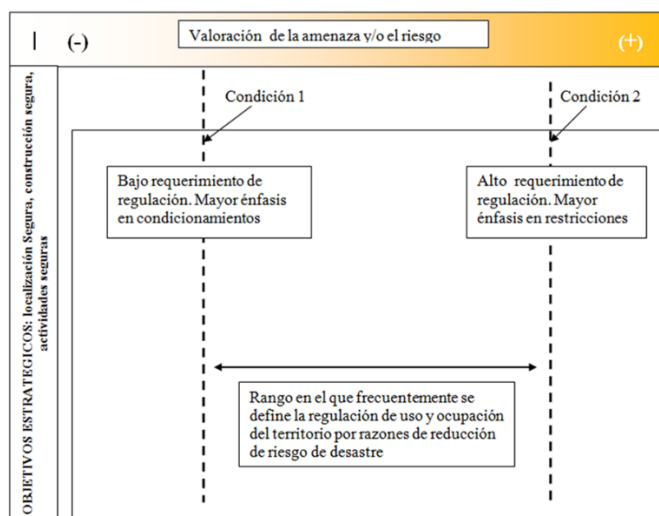 (-)
Valoración de la amenaza y/o el riesgo
(+)
Condición 1
Condición 2
Bajo requerimiento de
regulación. Mayor énfasis
en condicionamientos
Alto requerimiento de
regulación. Mayor
énfasis en restricciones
Rango en el que frecuentemente se
define la regulación de uso y ocupación
del territorio por razones de reducción
de riesgo de desastre
OBJETIVOS ESTRATEGICOS: localización Segura, construcción segura,
actividades seguras